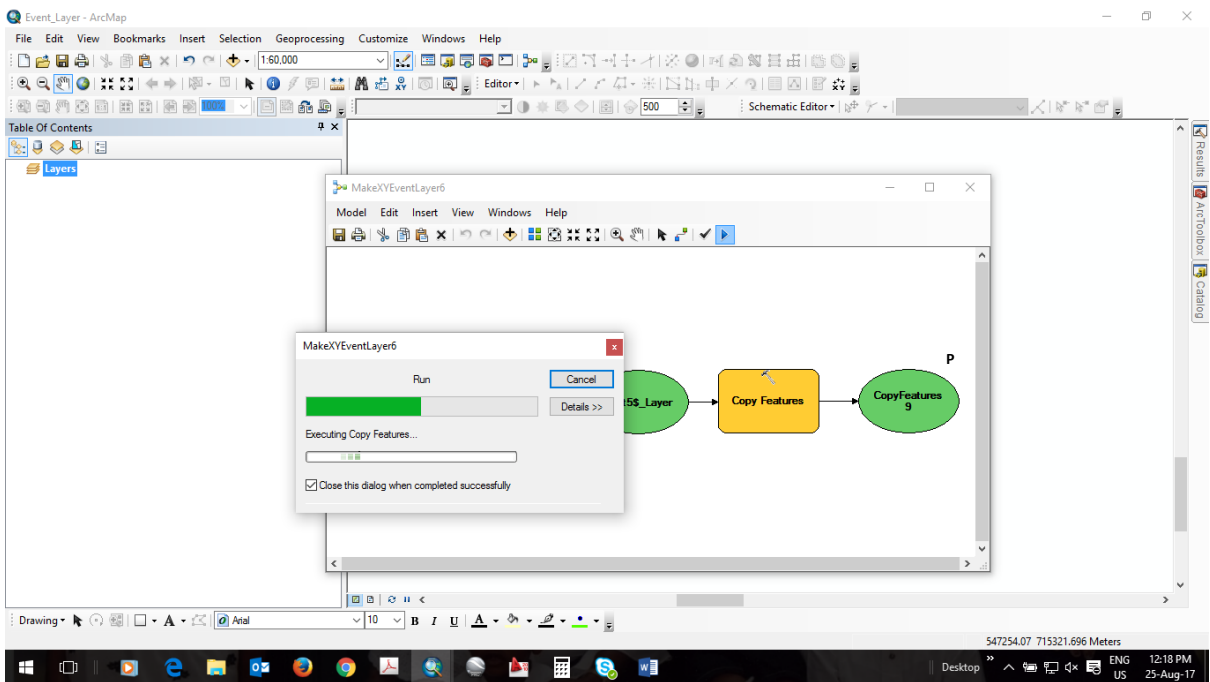 Event_Layer - ArcMap
File Edit View Bookmarks Insert Selection Geoprocessing Customize Windows Help
1:60,000
Editor
100%
500
Schematic Editor
Table Of Contents
Layers
Results
ArcToolbox
Catalog
MakeXYEventLayer6
Model Edit Insert View Windows Help
MakeXYEventLayer6
Run
Cancel
Details >>
Executing Copy Features...
Close this dialog when completed successfully
t5$_Layer
Copy Features
P
CopyFeatures
9
Drawing
A
Arial
10
B I U A
547254.07 715321.696 Meters
Desktop
ENG
US
12:18 PM
25-Aug-17